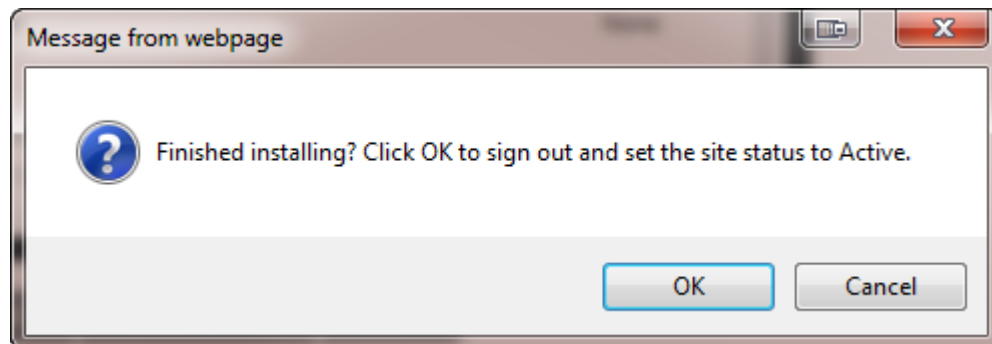 Message from webpage
Finished installing? Click OK to sign out and set the site status to Active.
OK Cancel